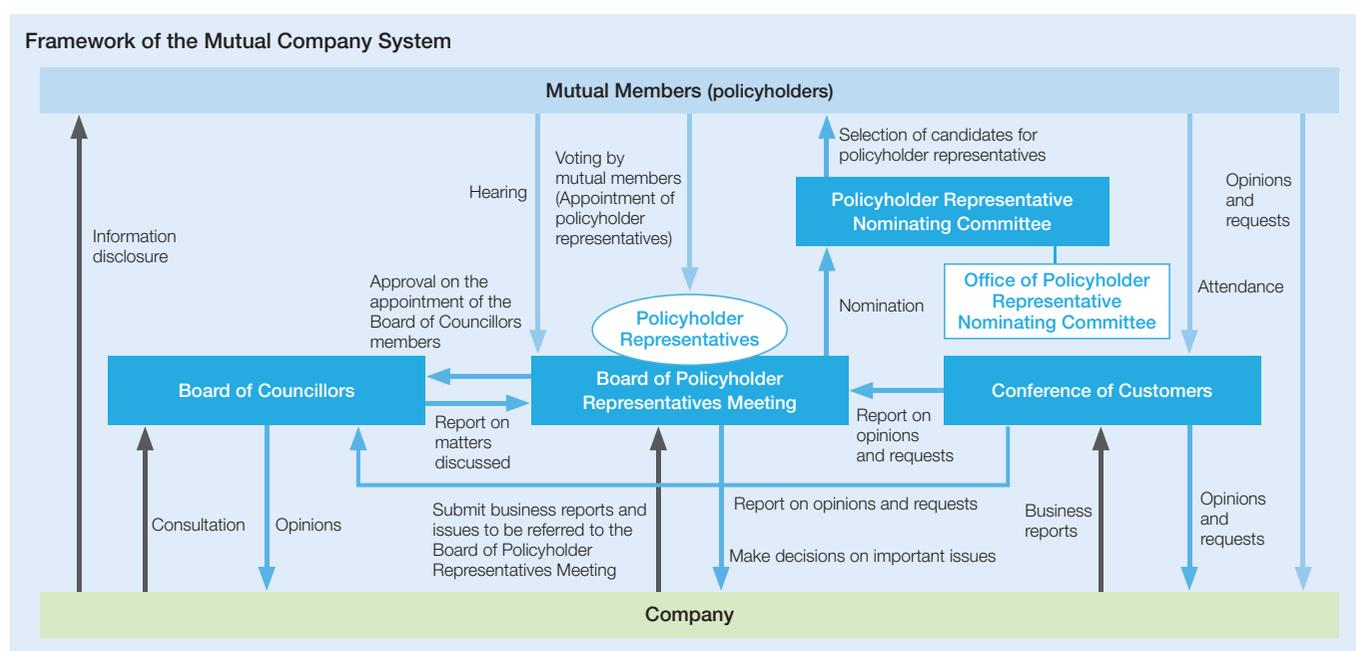 Framework of the Mutual Company System
Mutual Members (policyholders)
Information
disclosure
Hearing
Voting by
mutual members
(Appointment of
policyholder
representatives)
Selection of candidates for
policyholder representatives
Policyholder Representative
Nominating Committee
Opinions
and
requests
Office of Policyholder
Representative
Nominating Committee
Attendance
Nomination
Approval on the
appointment of the
Board of Councillors
members
Policyholder
Representatives
Board of Councillors
Board of Policyholder
Representatives Meeting
Conference of Customers
Report on
matters
discussed
Report on
opinions
and requests
Consultation
Opinions
Submit business reports and
issues to be referred to the
Board of Policyholder
Representatives Meeting
Report on opinions and requests
Make decisions on important issues
Business
reports
Opinions
and
requests
Company